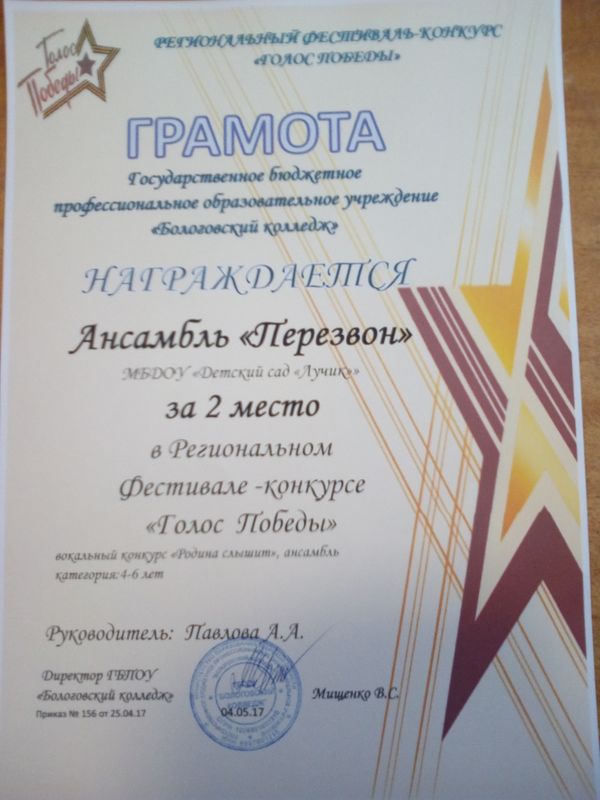 Голос
Победы
РЕГИОНАЛЬНЫЙ ФЕСТИВАЛЬ-КОНКУРС
«ГОЛОС ПОБЕДЫ»
ГРАМОТА
Государственное бюджетное
профессиональное образовательное учреждение
«Бологовский колледж»
НАГРАЖДАЕТСЯ
Ансамбль «Перезвон»
МБДОУ «Детский сад «Лучик»»
за 2 место
в Региональном
Фестивале -конкурсе
«Голос Победы»
вокальный конкурс «Родина слышит», ансамбль
категория: 4-6 лет
Руководитель: Павлова А.А.
Директор ГБПОУ
«Бологовский колледж»
Мищенко В.С.
Приказ № 156 от 25.04.17
04.05.17